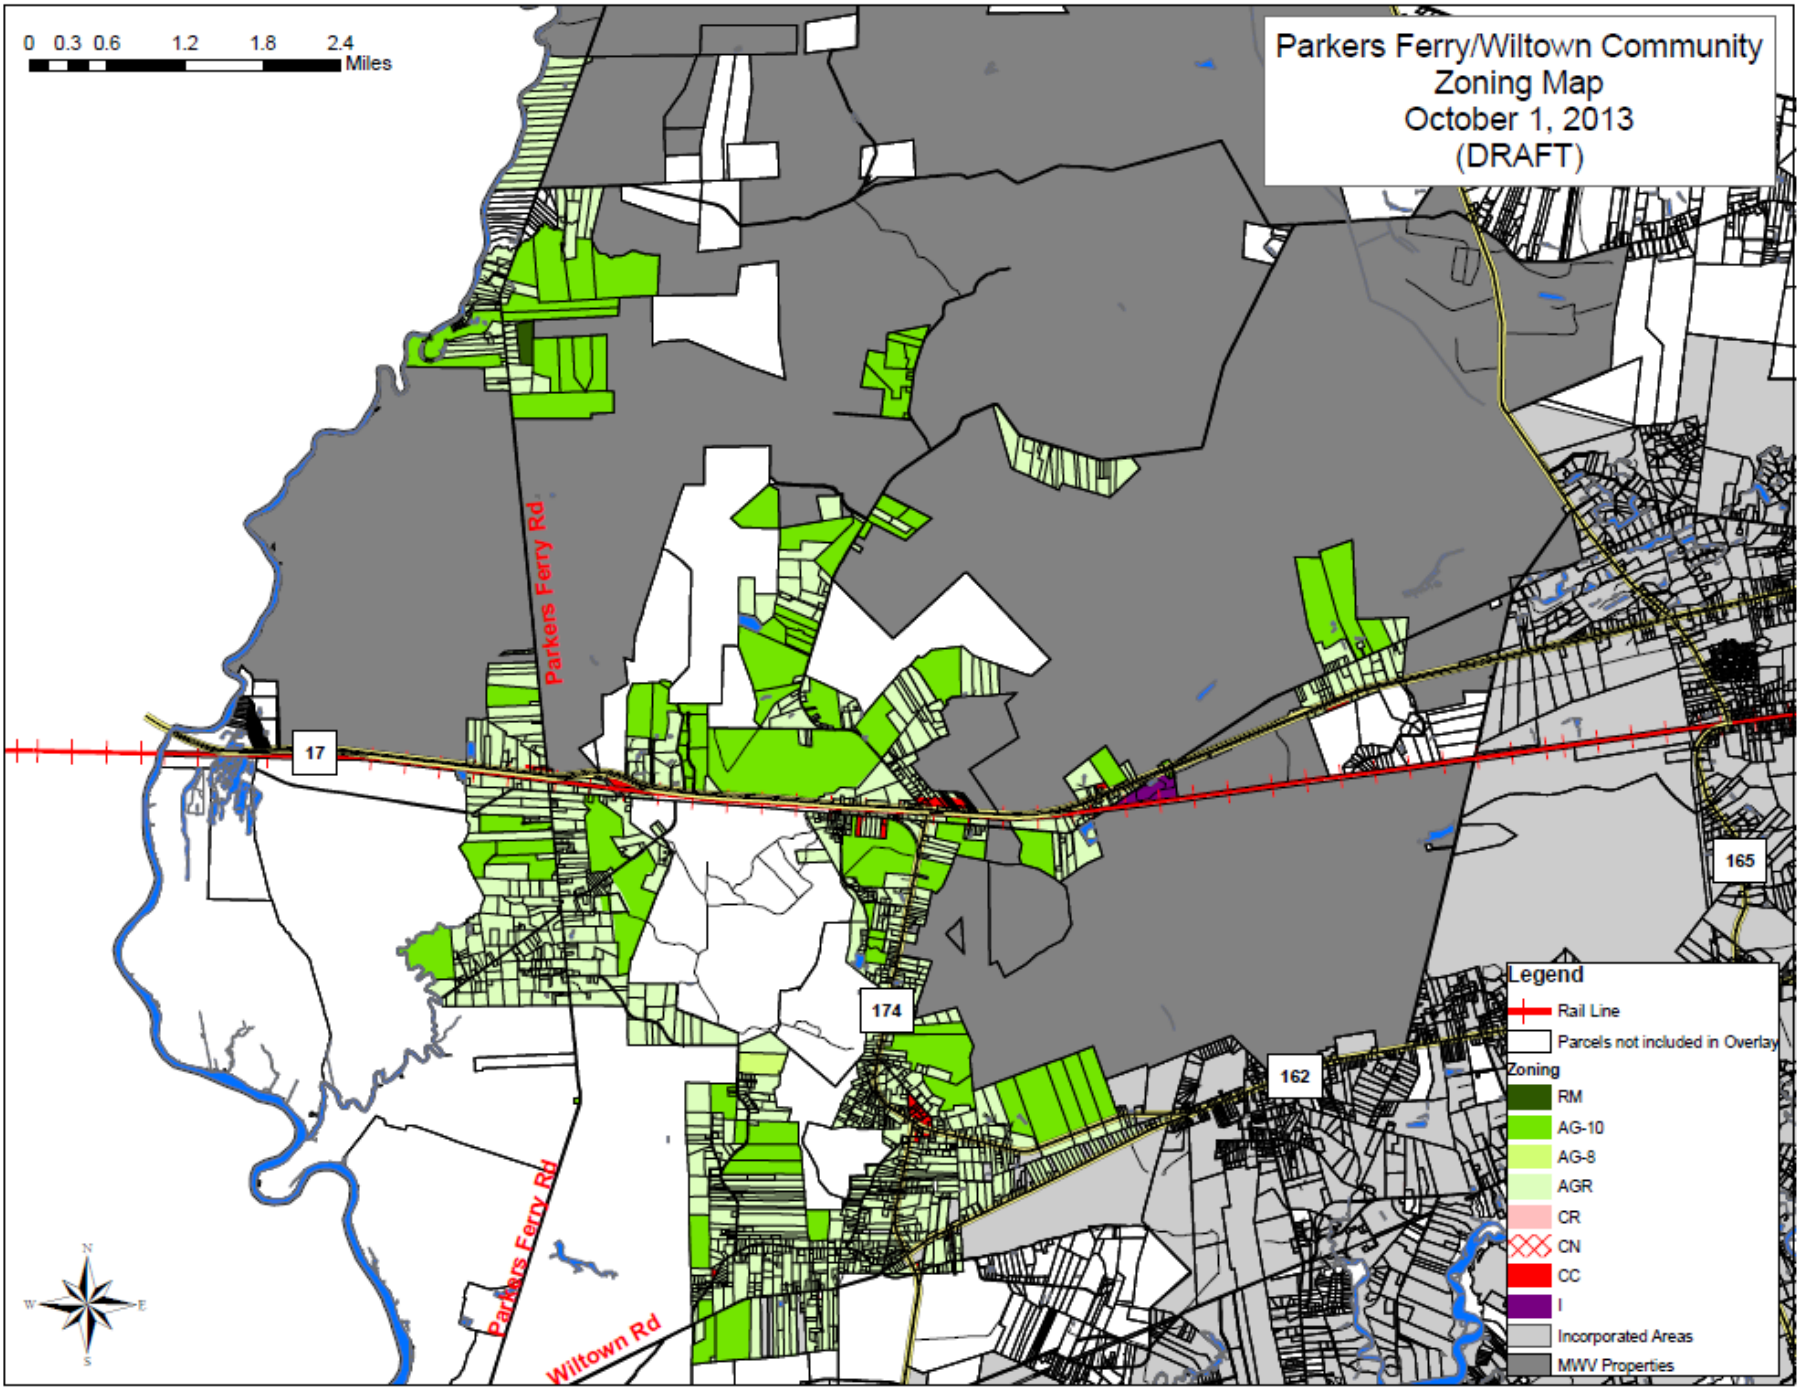 0 0.3 0.6 1.2 1.8 2.4
Miles
Parkers Ferry/Wiltown Community
Zoning Map
October 1, 2013
(DRAFT)
Parkers Ferry Rd
17
165
174
162
Parkers Ferry Rd
Wiltown Rd
N
W E
S
Legend
Rail Line
Parcels not included in Overlay
Zoning
RM
AG-10
AG-8
AGR
CR
CN
CC
I
Incorporated Areas
MWV Properties